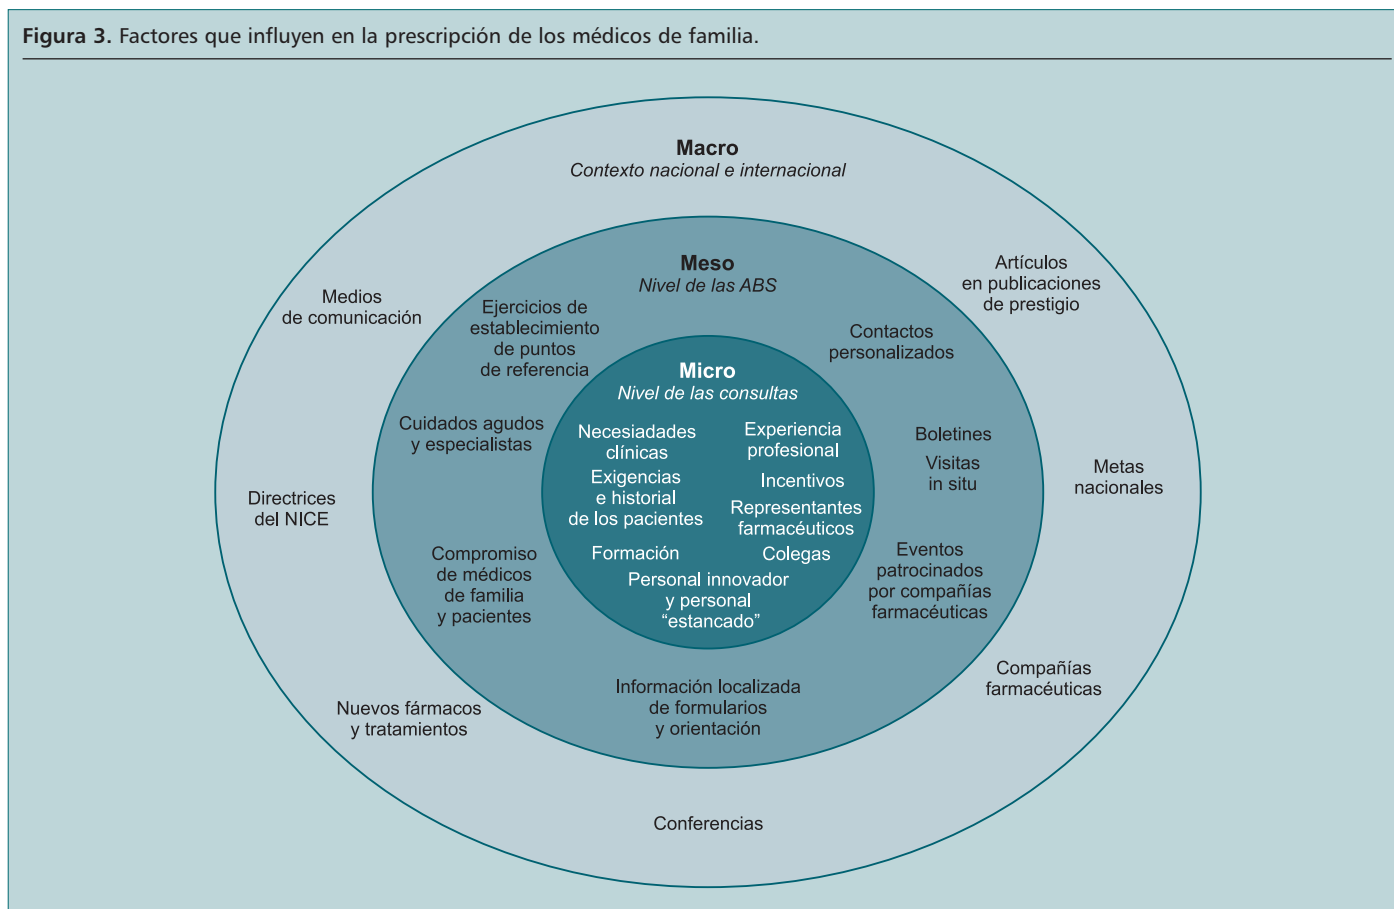 Figura 3. Factores que influyen en la prescripción de los médicos de familia.
Macro
Contexto nacional e internacional
Medios
de comunicación
Artículos
en publicaciones
de prestigio
Directrices
del NICE
Metas
nacionales
Nuevos fármacos
y tratamientos
Compañías
farmacéuticas
Conferencias
Meso
Nivel de las ABS
Ejercicios de
establecimiento
de puntos
de referencia
Contactos
personalizados
Cuidados agudos
y especialistas
Boletines
Visitas
in situ
Compromiso
de médicos
de familia
y pacientes
Eventos
patrocinados
por compañías
farmacéuticas
Información localizada
de formularios
y orientación
Micro
Nivel de las consultas
Necesiadades
clínicas
Experiencia
profesional
Exigencias
e historial
de los pacientes
Incentivos
Representantes
farmacéuticos
Formación
Colegas
Personal innovador
y personal
“estancado”